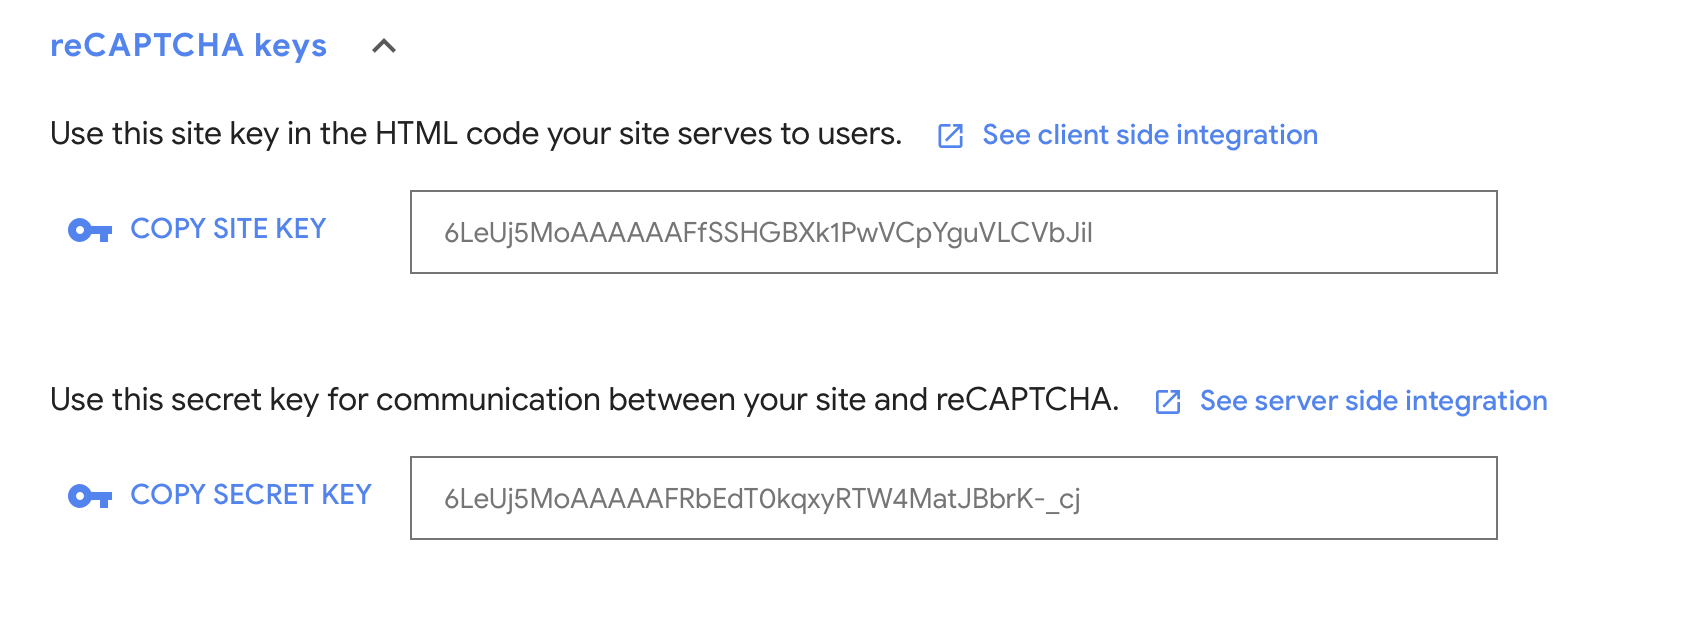 reCAPTCHA keys
Use this site key in the HTML code your site serves to users. See client side integration
COPY SITE KEY 6LeUj5MoAAAAAAFfSSHGBXk1PwVCpYguVLCVbJil
Use this secret key for communication between your site and reCAPTCHA. See server side integration
COPY SECRET KEY 6LeUj5MoAAAAAFRbEdT0kqxyRTW4MatJBbrK-_cj